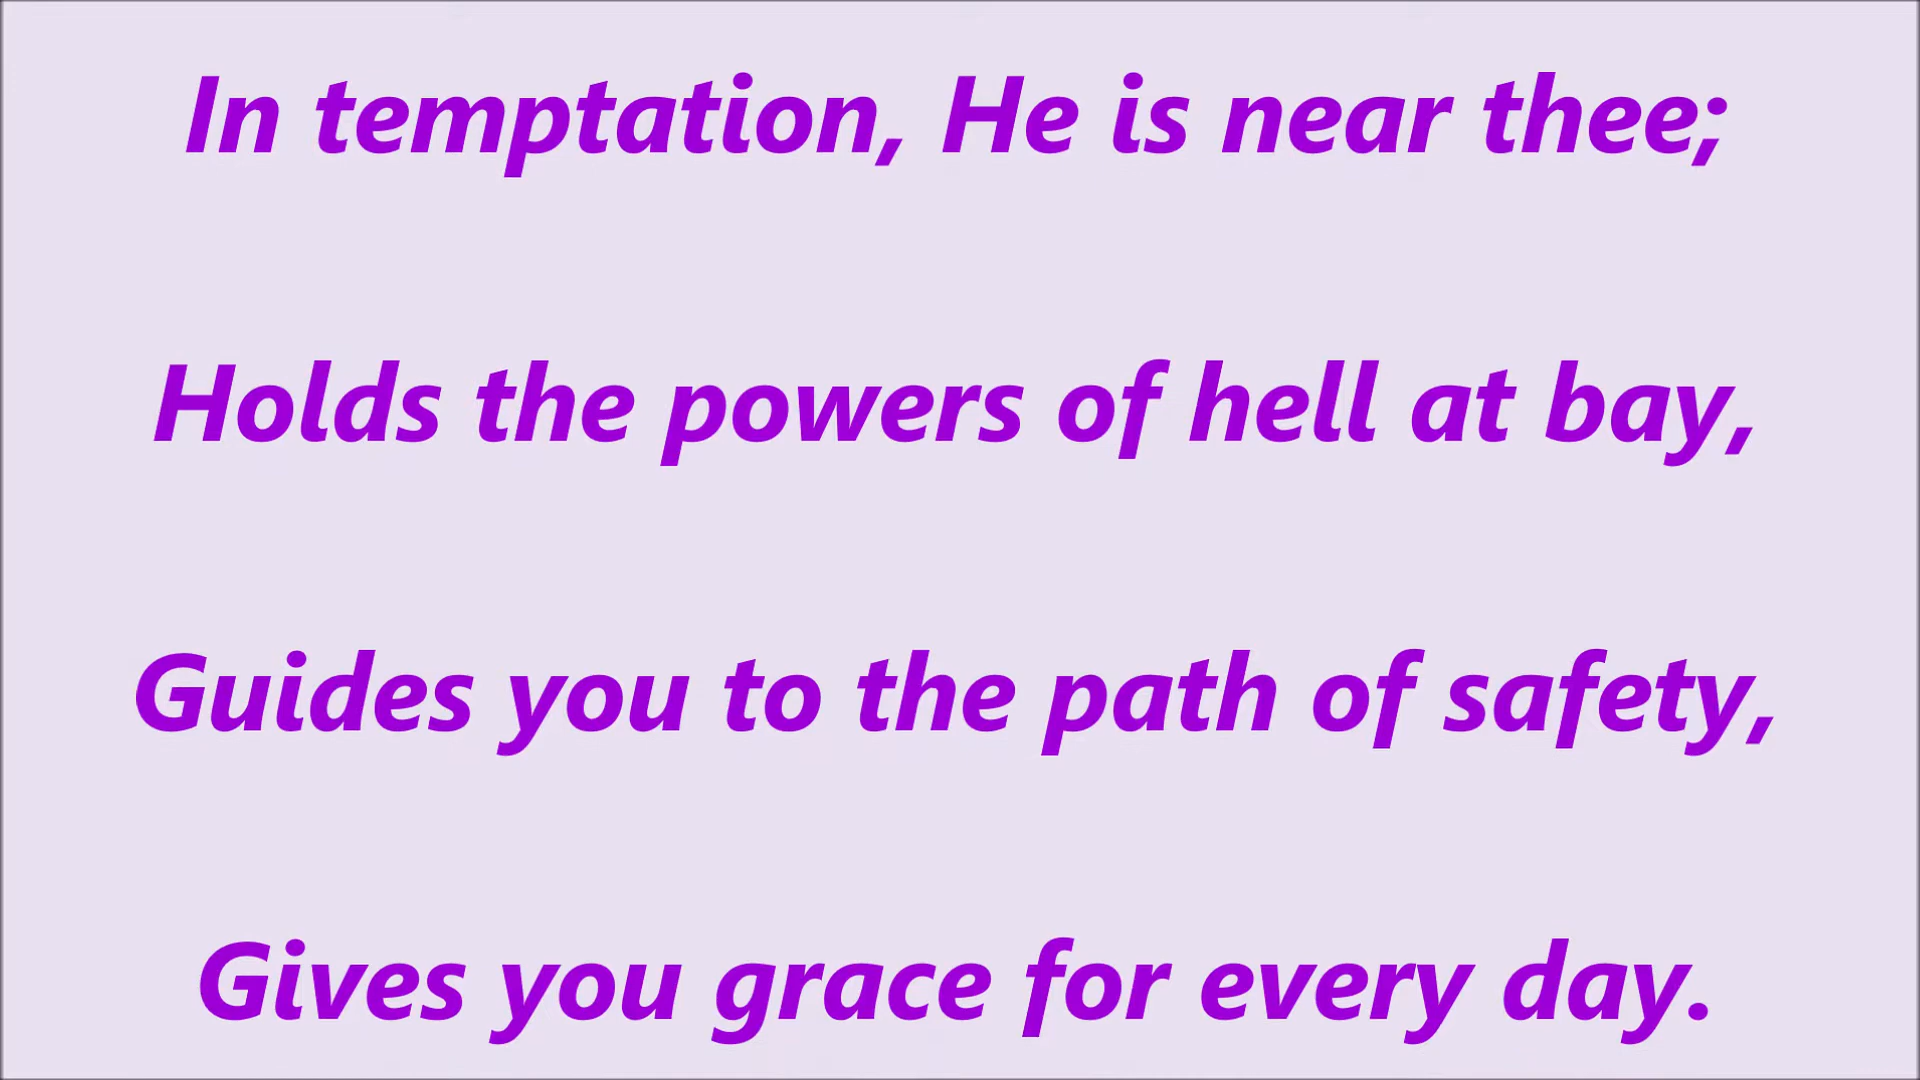 In temptation, He is near thee;
Holds the powers of hell at bay,
Guides you to the path of safety,
Gives you grace for every day.